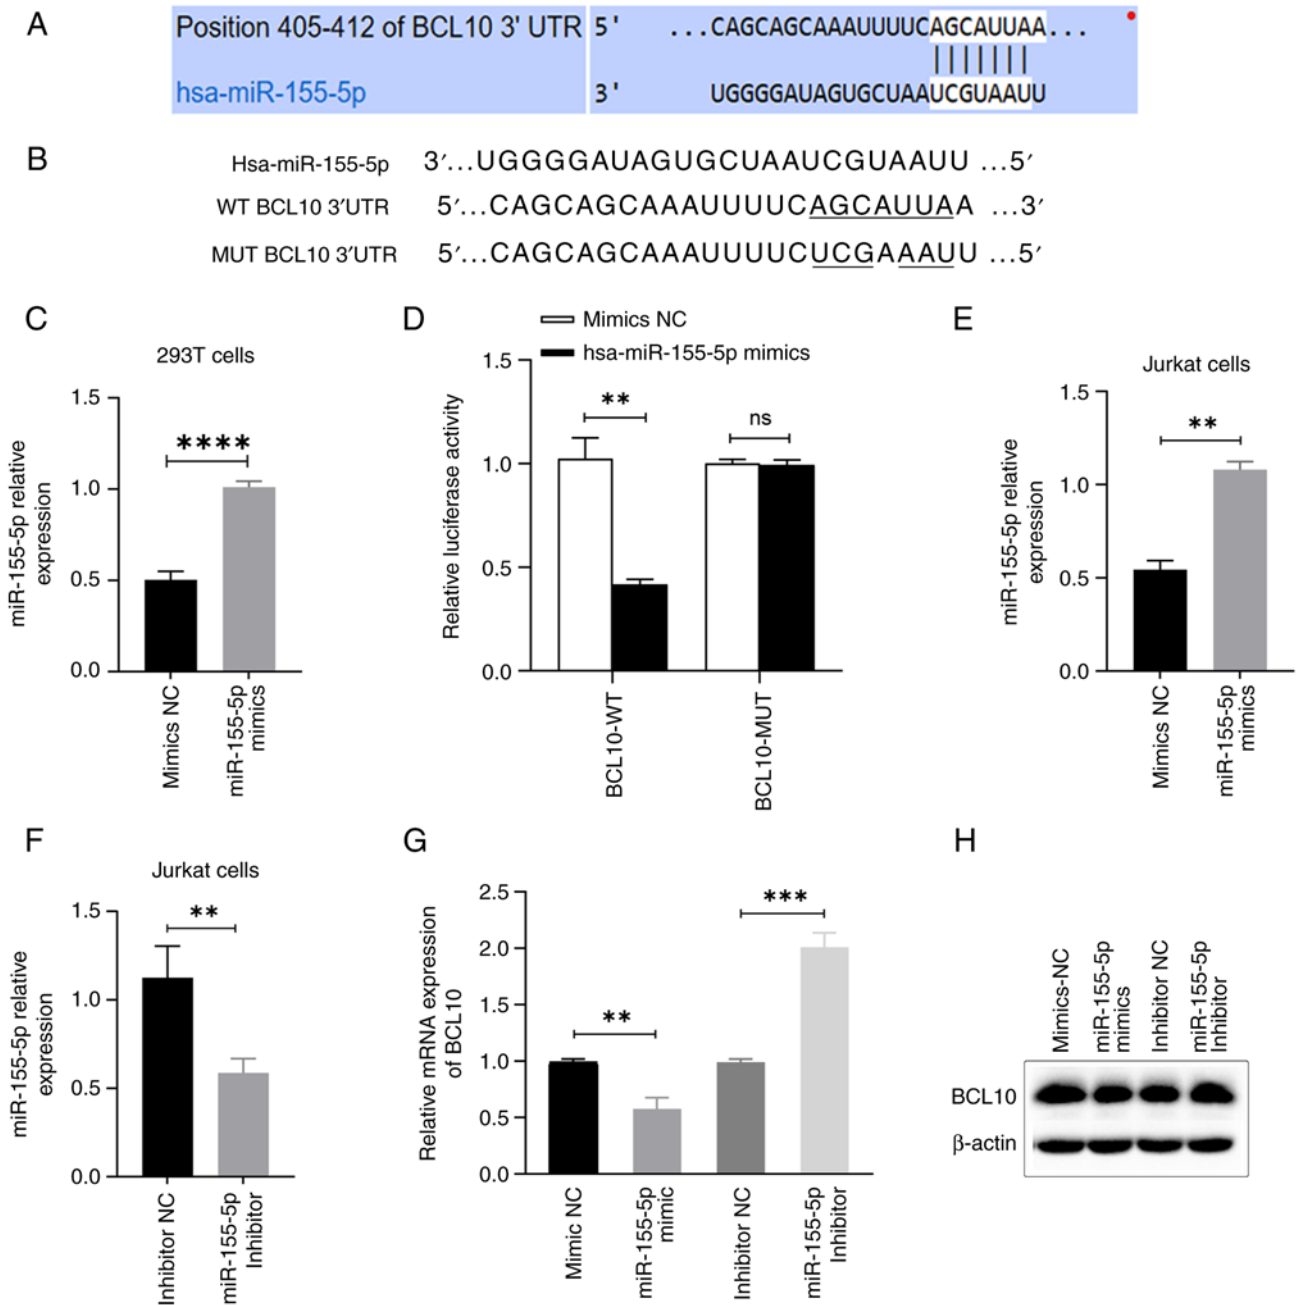 A
Position 405-412 of BCL10 3' UTR 5' ...CAGCAGCAAAUUUUCAGCAUUAA...
hsa-miR-155-5p 3' UGGGGAUAGUGCUAAUCGUAAUU
B
Hsa-miR-155-5p 3′...UGGGGAUAGUGCUAAUCGUAAUU ...5′
WT BCL10 3′UTR 5′...CAGCAGCAAAUUUUCAGCAUUAA ...3′
MUT BCL10 3′UTR 5′...CAGCAGCAAAUUUUCUCGAAAUU ...5′
C
293T cells
miR-155-5p relative
expression
1.5
1.0
0.5
0.0
****
Mimics NC
miR-155-5p
mimics
D
Mimics NC
hsa-miR-155-5p mimics
Relative luciferase activity
1.5
1.0
0.5
0.0
**
ns
BCL10-WT
BCL10-MUT
E
Jurkat cells
miR-155-5p relative
expression
1.5
1.0
0.5
0.0
**
Mimics NC
miR-155-5p
mimics
F
Jurkat cells
miR-155-5p relative
expression
1.5
1.0
0.5
0.0
**
Inhibitor NC
miR-155-5p
Inhibitor
G
Relative mRNA expression
of BCL10
2.5
2.0
1.5
1.0
0.5
0.0
**
***
Mimic NC
miR-155-5p
mimic
Inhibitor NC
miR-155-5p
Inhibitor
H
Mimics-NC
miR-155-5p
mimics
Inhibitor NC
miR-155-5p
Inhibitor
BCL10
β-actin